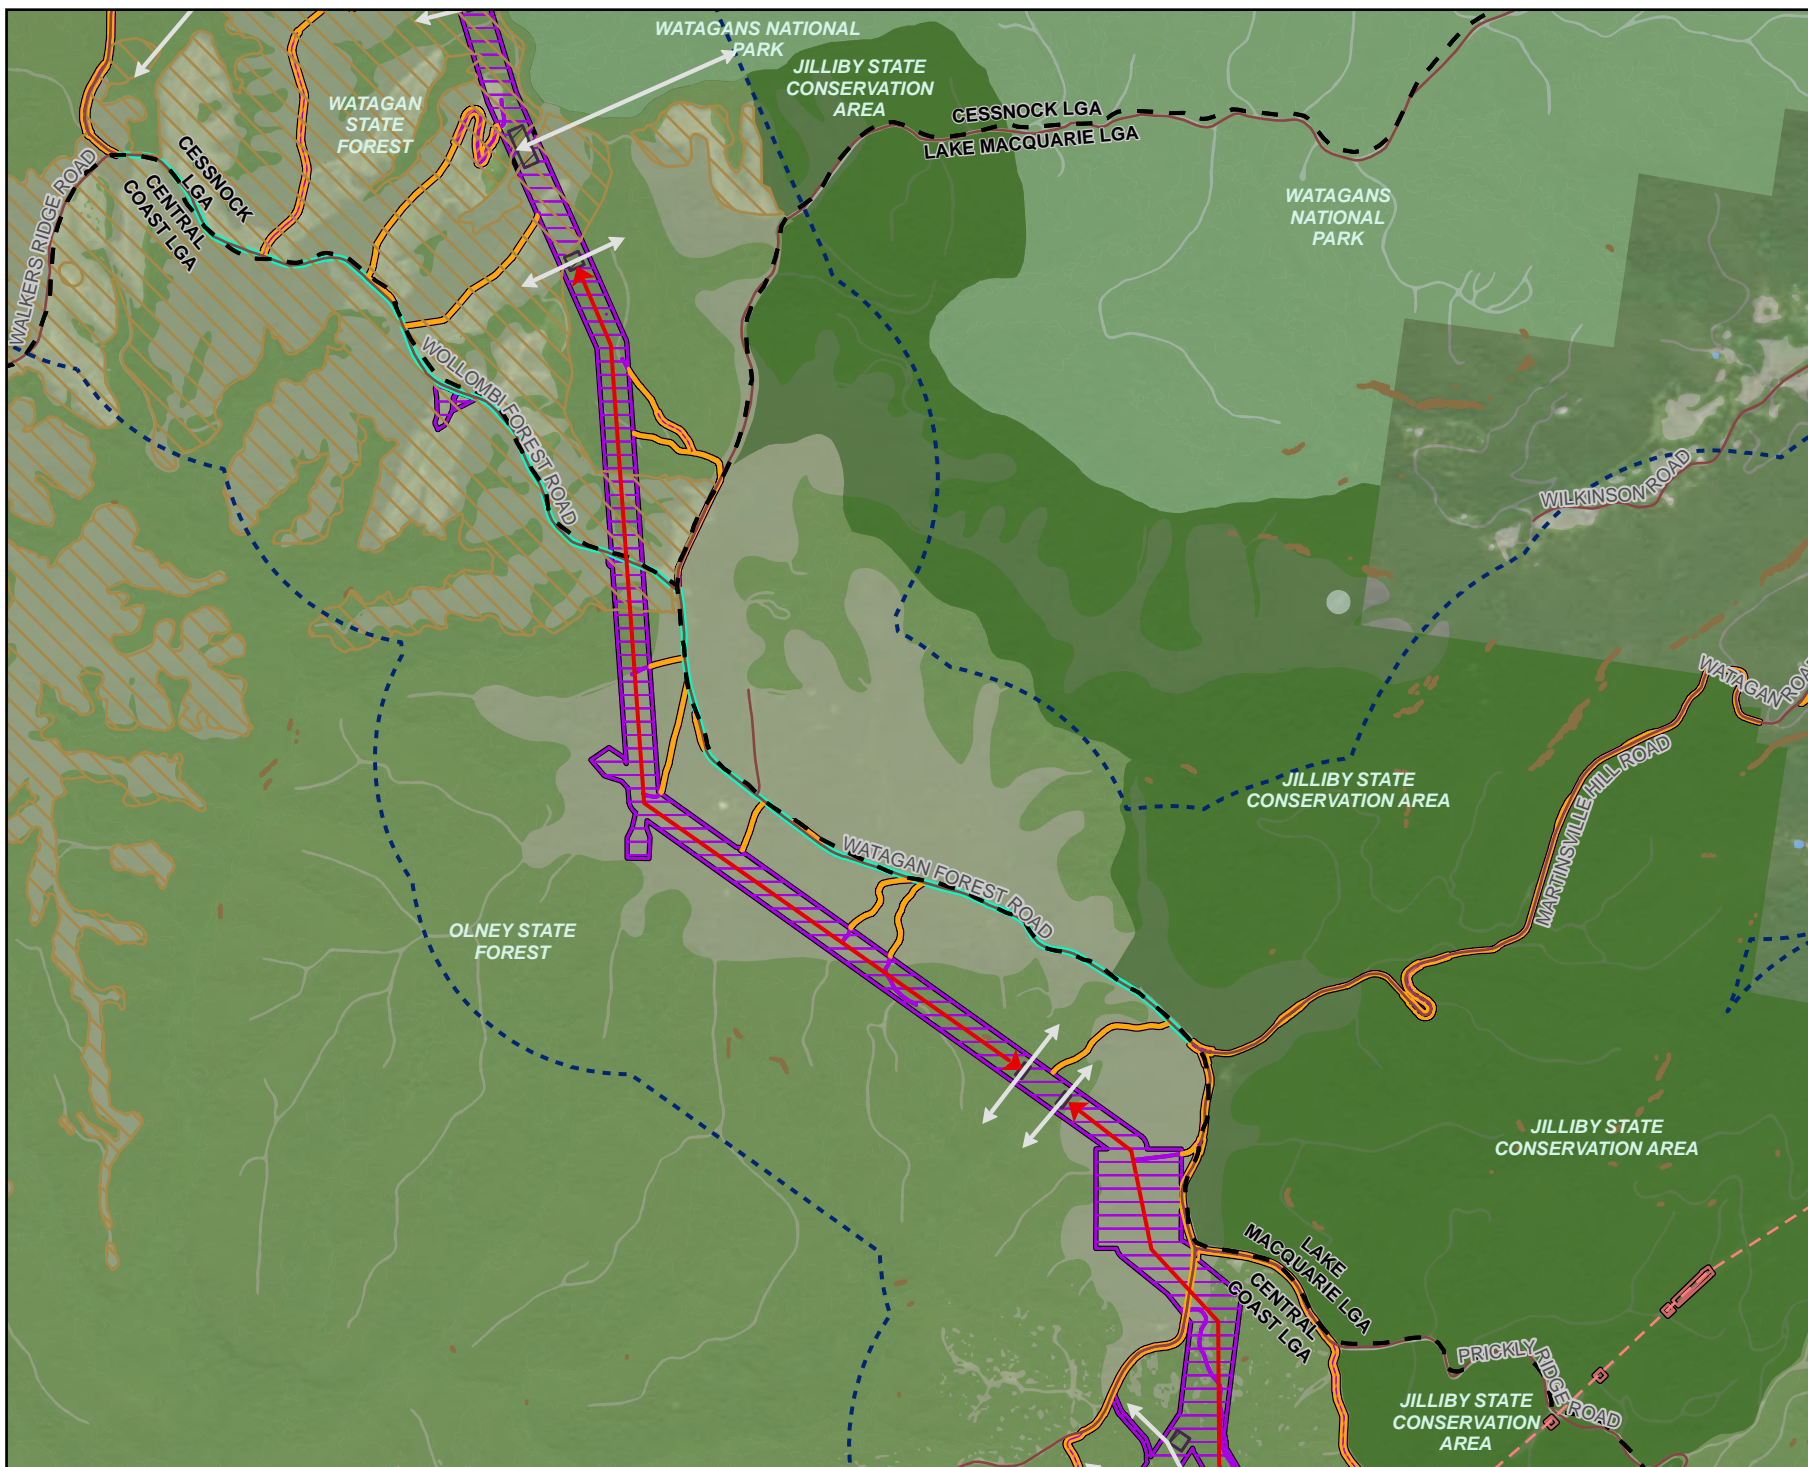 WATAGANS NATIONAL
PARK
JILLIBY STATE
CONSERVATION
AREA
WATAGAN
STATE
FOREST
CESSNOCK LGA
LAKE MACQUARIE LGA
CESSNOCK
LGA
CENTRAL
COAST LGA
WALKERS RIDGE ROAD
WATAGANS
NATIONAL
PARK
WOLLOMBI FOREST ROAD
WILKINSON ROAD
WATAGAN ROAD
MARTINSVILLE HILL ROAD
JILLIBY STATE
CONSERVATION AREA
WATAGAN FOREST ROAD
OLNEY STATE
FOREST
JILLIBY STATE
CONSERVATION AREA
LAKE
MACQUARIE LGA
CENTRAL
COAST LGA
PRICKLY RIDGE ROAD
JILLIBY STATE
CONSERVATION
AREA